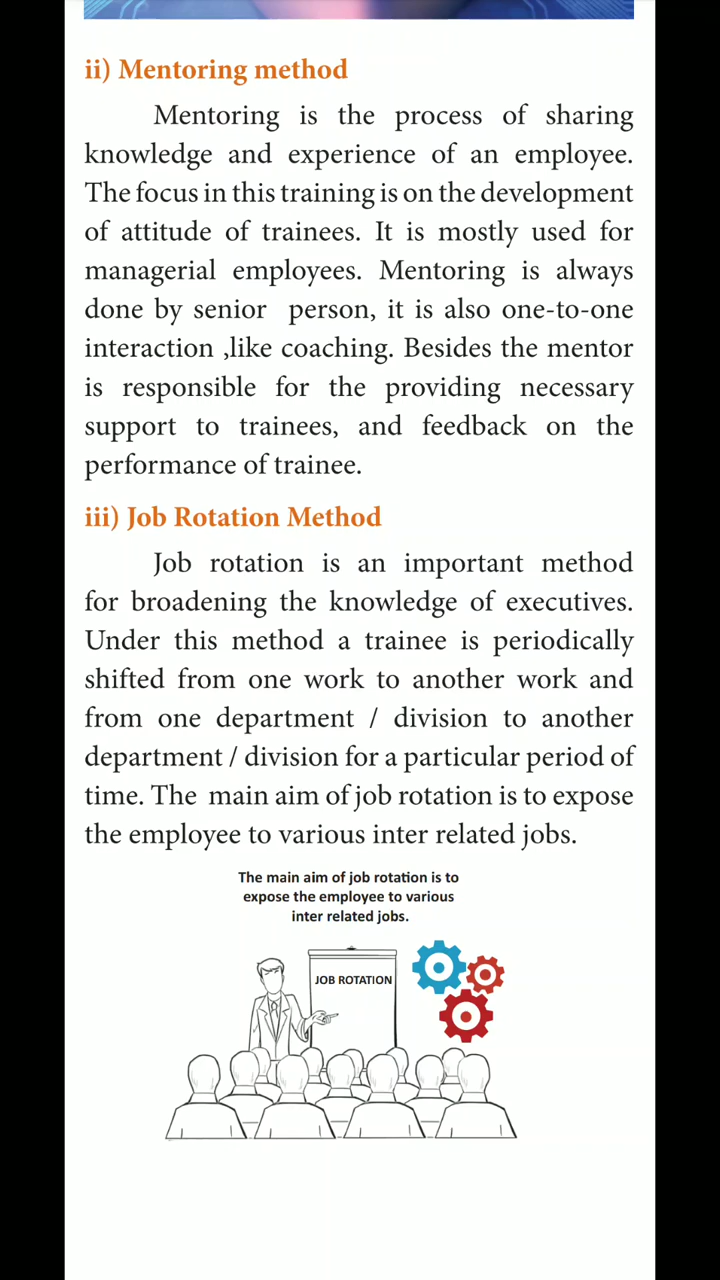 ii) Mentoring method
Mentoring is the process of sharing
knowledge and experience of an employee.
The focus in this training is on the development
of attitude of trainees. It is mostly used for
managerial employees. Mentoring is always
done by senior person, it is also one-to-one
interaction ,like coaching. Besides the mentor
is responsible for the providing necessary
support to trainees, and feedback on the
performance of trainee.
iii) Job Rotation Method
Job rotation is an important method
for broadening the knowledge of executives.
Under this method a trainee is periodically
shifted from one work to another work and
from one department / division to another
department / division for a particular period of
time. The main aim of job rotation is to expose
the employee to various inter related jobs.
The main aim of job rotation is to
expose the employee to various
inter related jobs.
JOB ROTATION